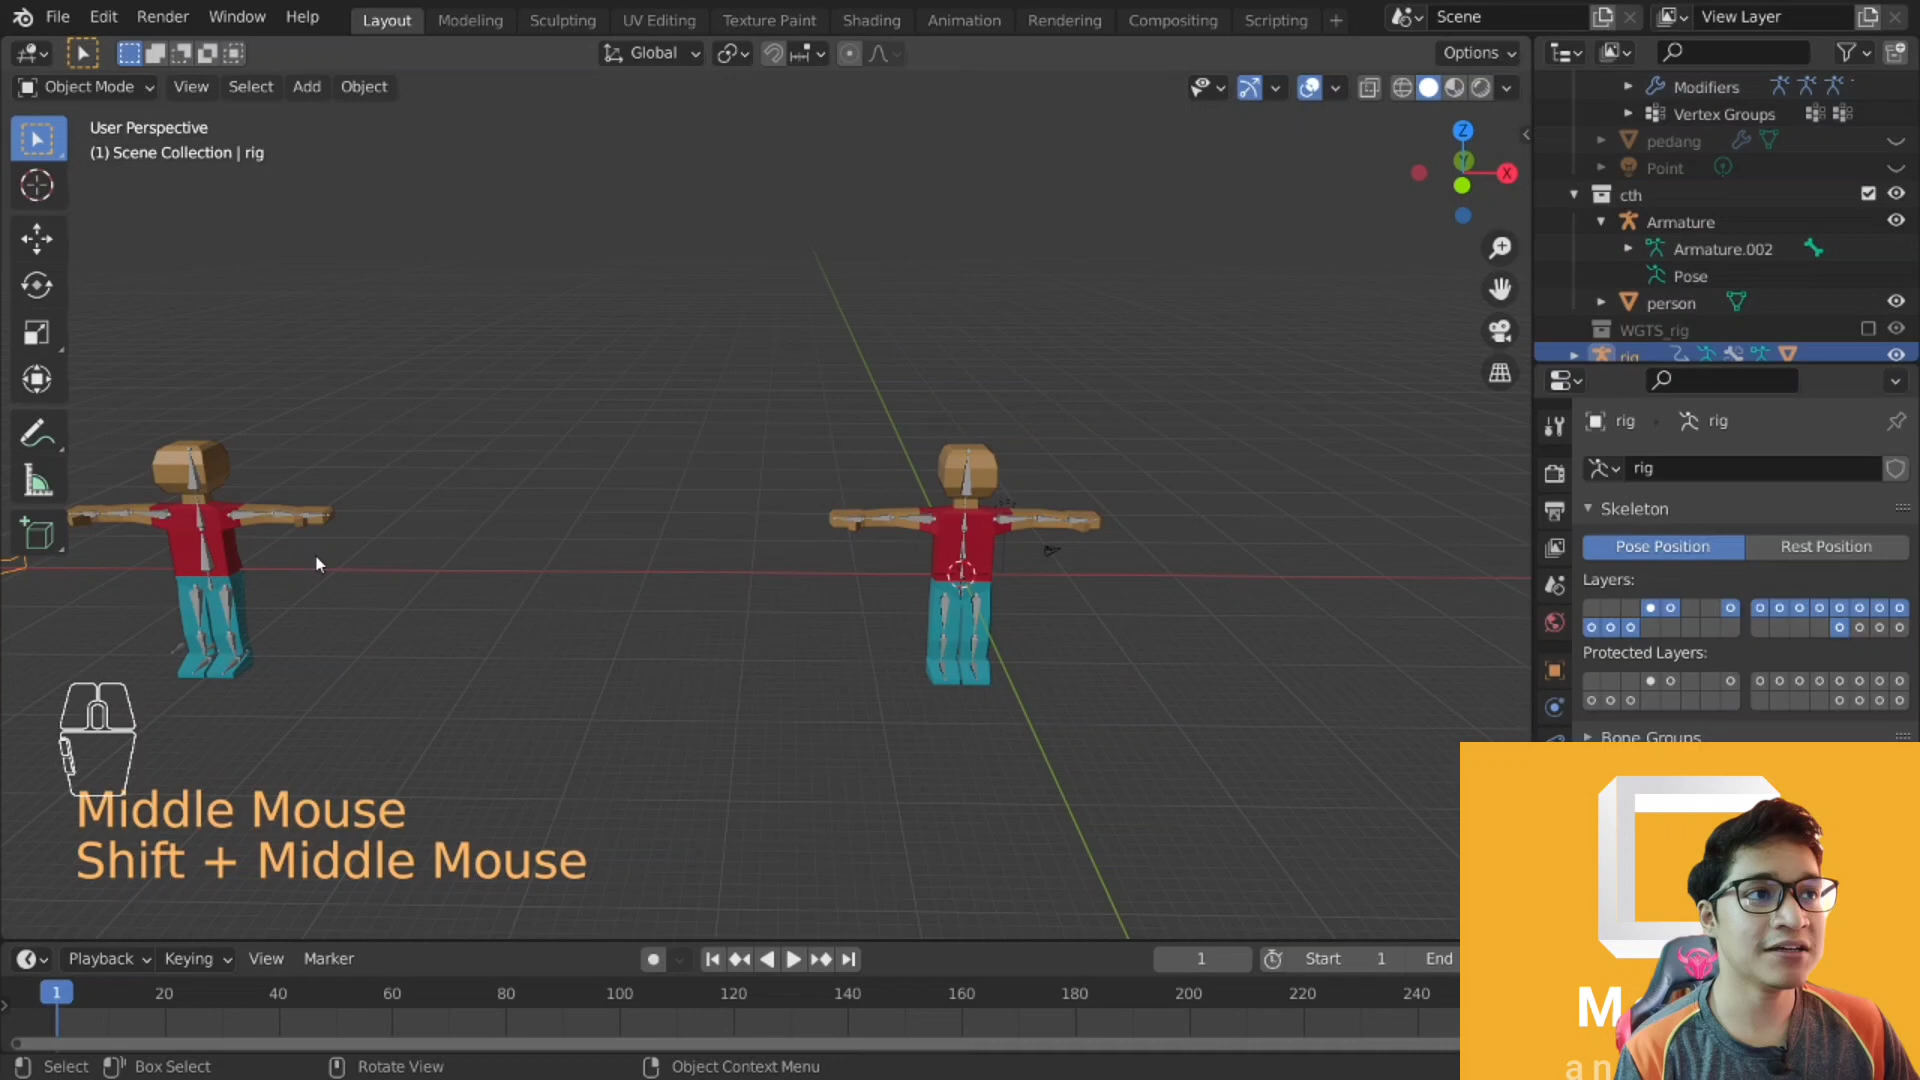 File Edit Render Window Help Layout Modeling Sculpting UV Editing Texture Paint Shading Animation Rendering Compositing Scripting + Scene View Layer
Global Options
Object Mode View Select Add Object
User Perspective
(1) Scene Collection | rig
Z
Y
X
Modifiers
Vertex Groups
pedang
Point
cth
Armature
Armature.002
Pose
person
WGTS_rig
rig
rig rig
rig
Skeleton
Pose Position Rest Position
Layers:
Protected Layers:
Bone Groups
Middle Mouse
Shift + Middle Mouse
Playback Keying View Marker 1 Start 1 End
1 20 40 60 80 100 120 140 160 180 200 220 240
Select Box Select Rotate View Object Context Menu
M
an